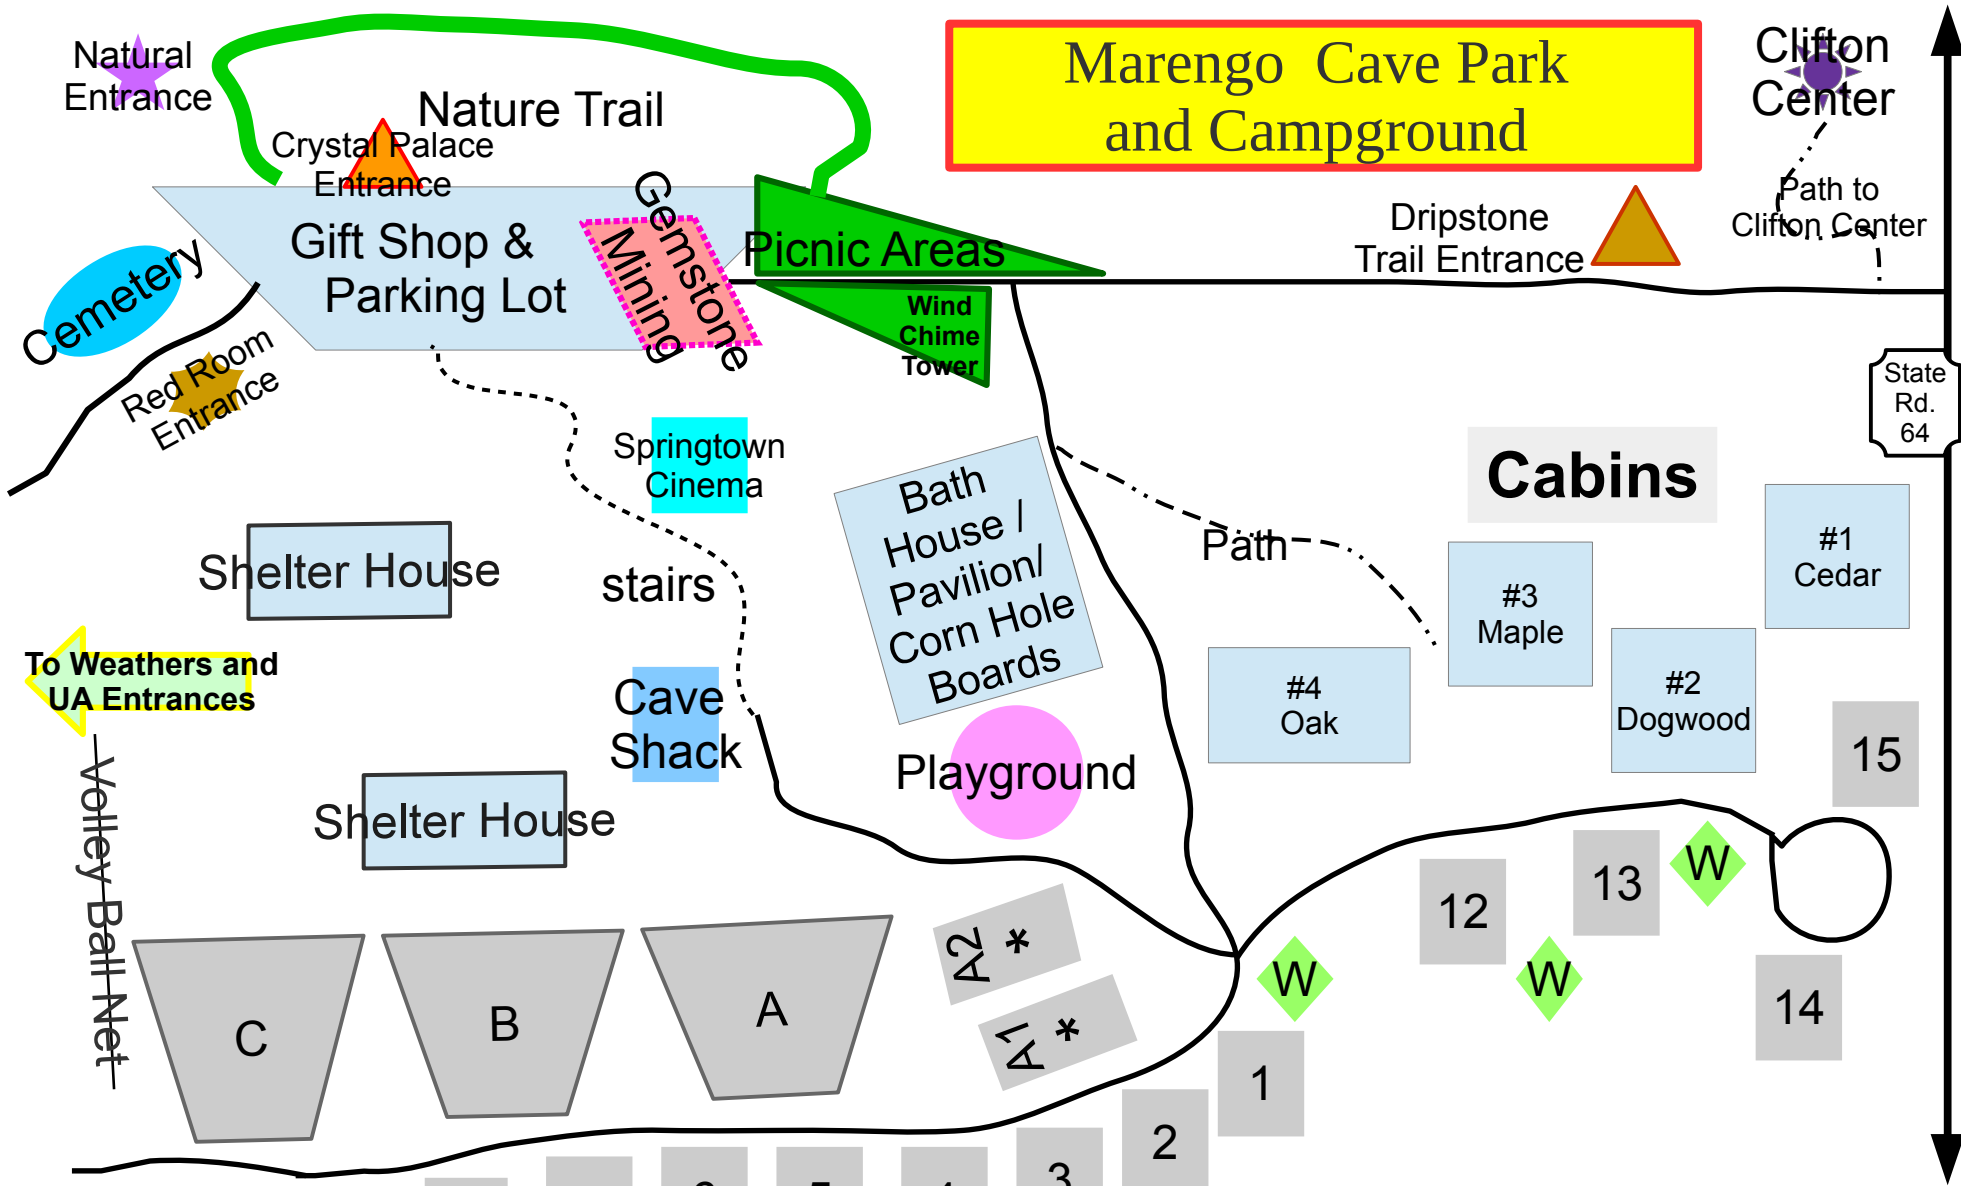 Natural
Entrance
Nature Trail
Crystal Palace
Entrance
Marengo  Cave Park
and Campground
Clifton
Center
Path to
Clifton Center
Dripstone
Trail Entrance
Gift Shop &
Parking Lot
Gemstone
Mining
Picnic Areas
Wind
Chime
Tower
Cemetery
Red Room
Entrance
State
Rd.
64
Springtown
Cinema
Bath
House /
Pavilion/
Corn Hole
Boards
Cabins
Path
#1
Cedar
#3
Maple
#2
Dogwood
#4
Oak
Shelter House
stairs
To Weathers and
UA Entrances
Cave
Shack
Playground
Shelter House
Volley Ball Net
15
W
13
12
W
W
14
A2 *
A1 *
A
B
C
1
2
3